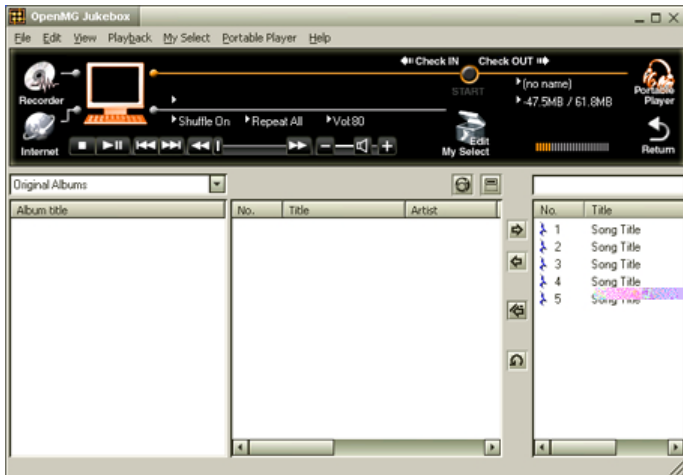 OpenMG Jukebox
File Edit View Playback My Select Portable Player Help
Check IN Check OUT
START
(no name)
-47.5MB / 61.8MB
Recorder
Portable Player
Shuffle On Repeat All Vol:80
Internet
Edit
My Select
Return
Original Albums
Album title
No. Title Artist
No. Title
1 Song Title
2 Song Title
3 Song Title
4 Song Title
5 Song Title